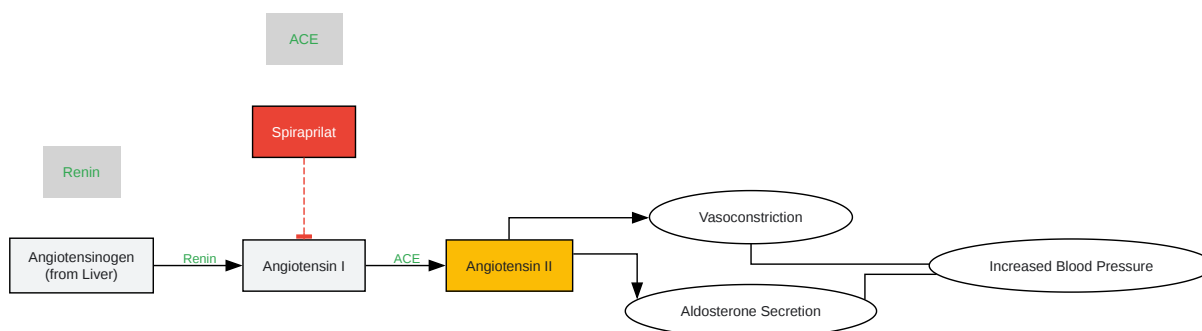 ACE
Spiraprilat
Renin
Angiotensinogen
(from Liver)
Renin
Angiotensin I
ACE
Angiotensin II
Vasoconstriction
Aldosterone Secretion
Increased Blood Pressure